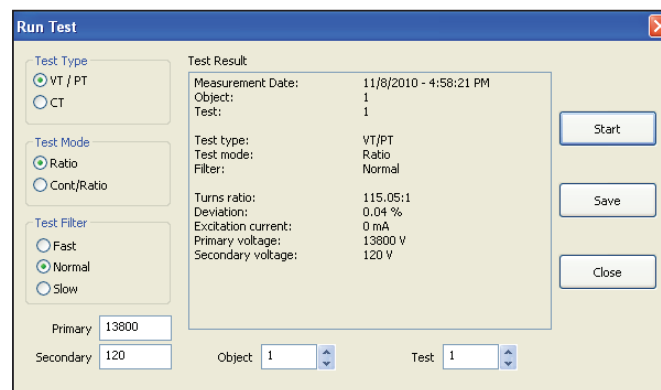 Run Test
Test Type
VT / PT
CT
Test Mode
Ratio
Cont/Ratio
Test Filter
Fast
Normal
Slow
Primary 13800
Secondary 120
Test Result
Measurement Date: 11/8/2010 - 4:58:21 PM
Object: 1
Test: 1
Test type: VT/PT
Test mode: Ratio
Filter: Normal
Turns ratio: 115.05:1
Deviation: 0.04 %
Excitation current: 0 mA
Primary voltage: 13800 V
Secondary voltage: 120 V
Object 1
Test 1
Start
Save
Close